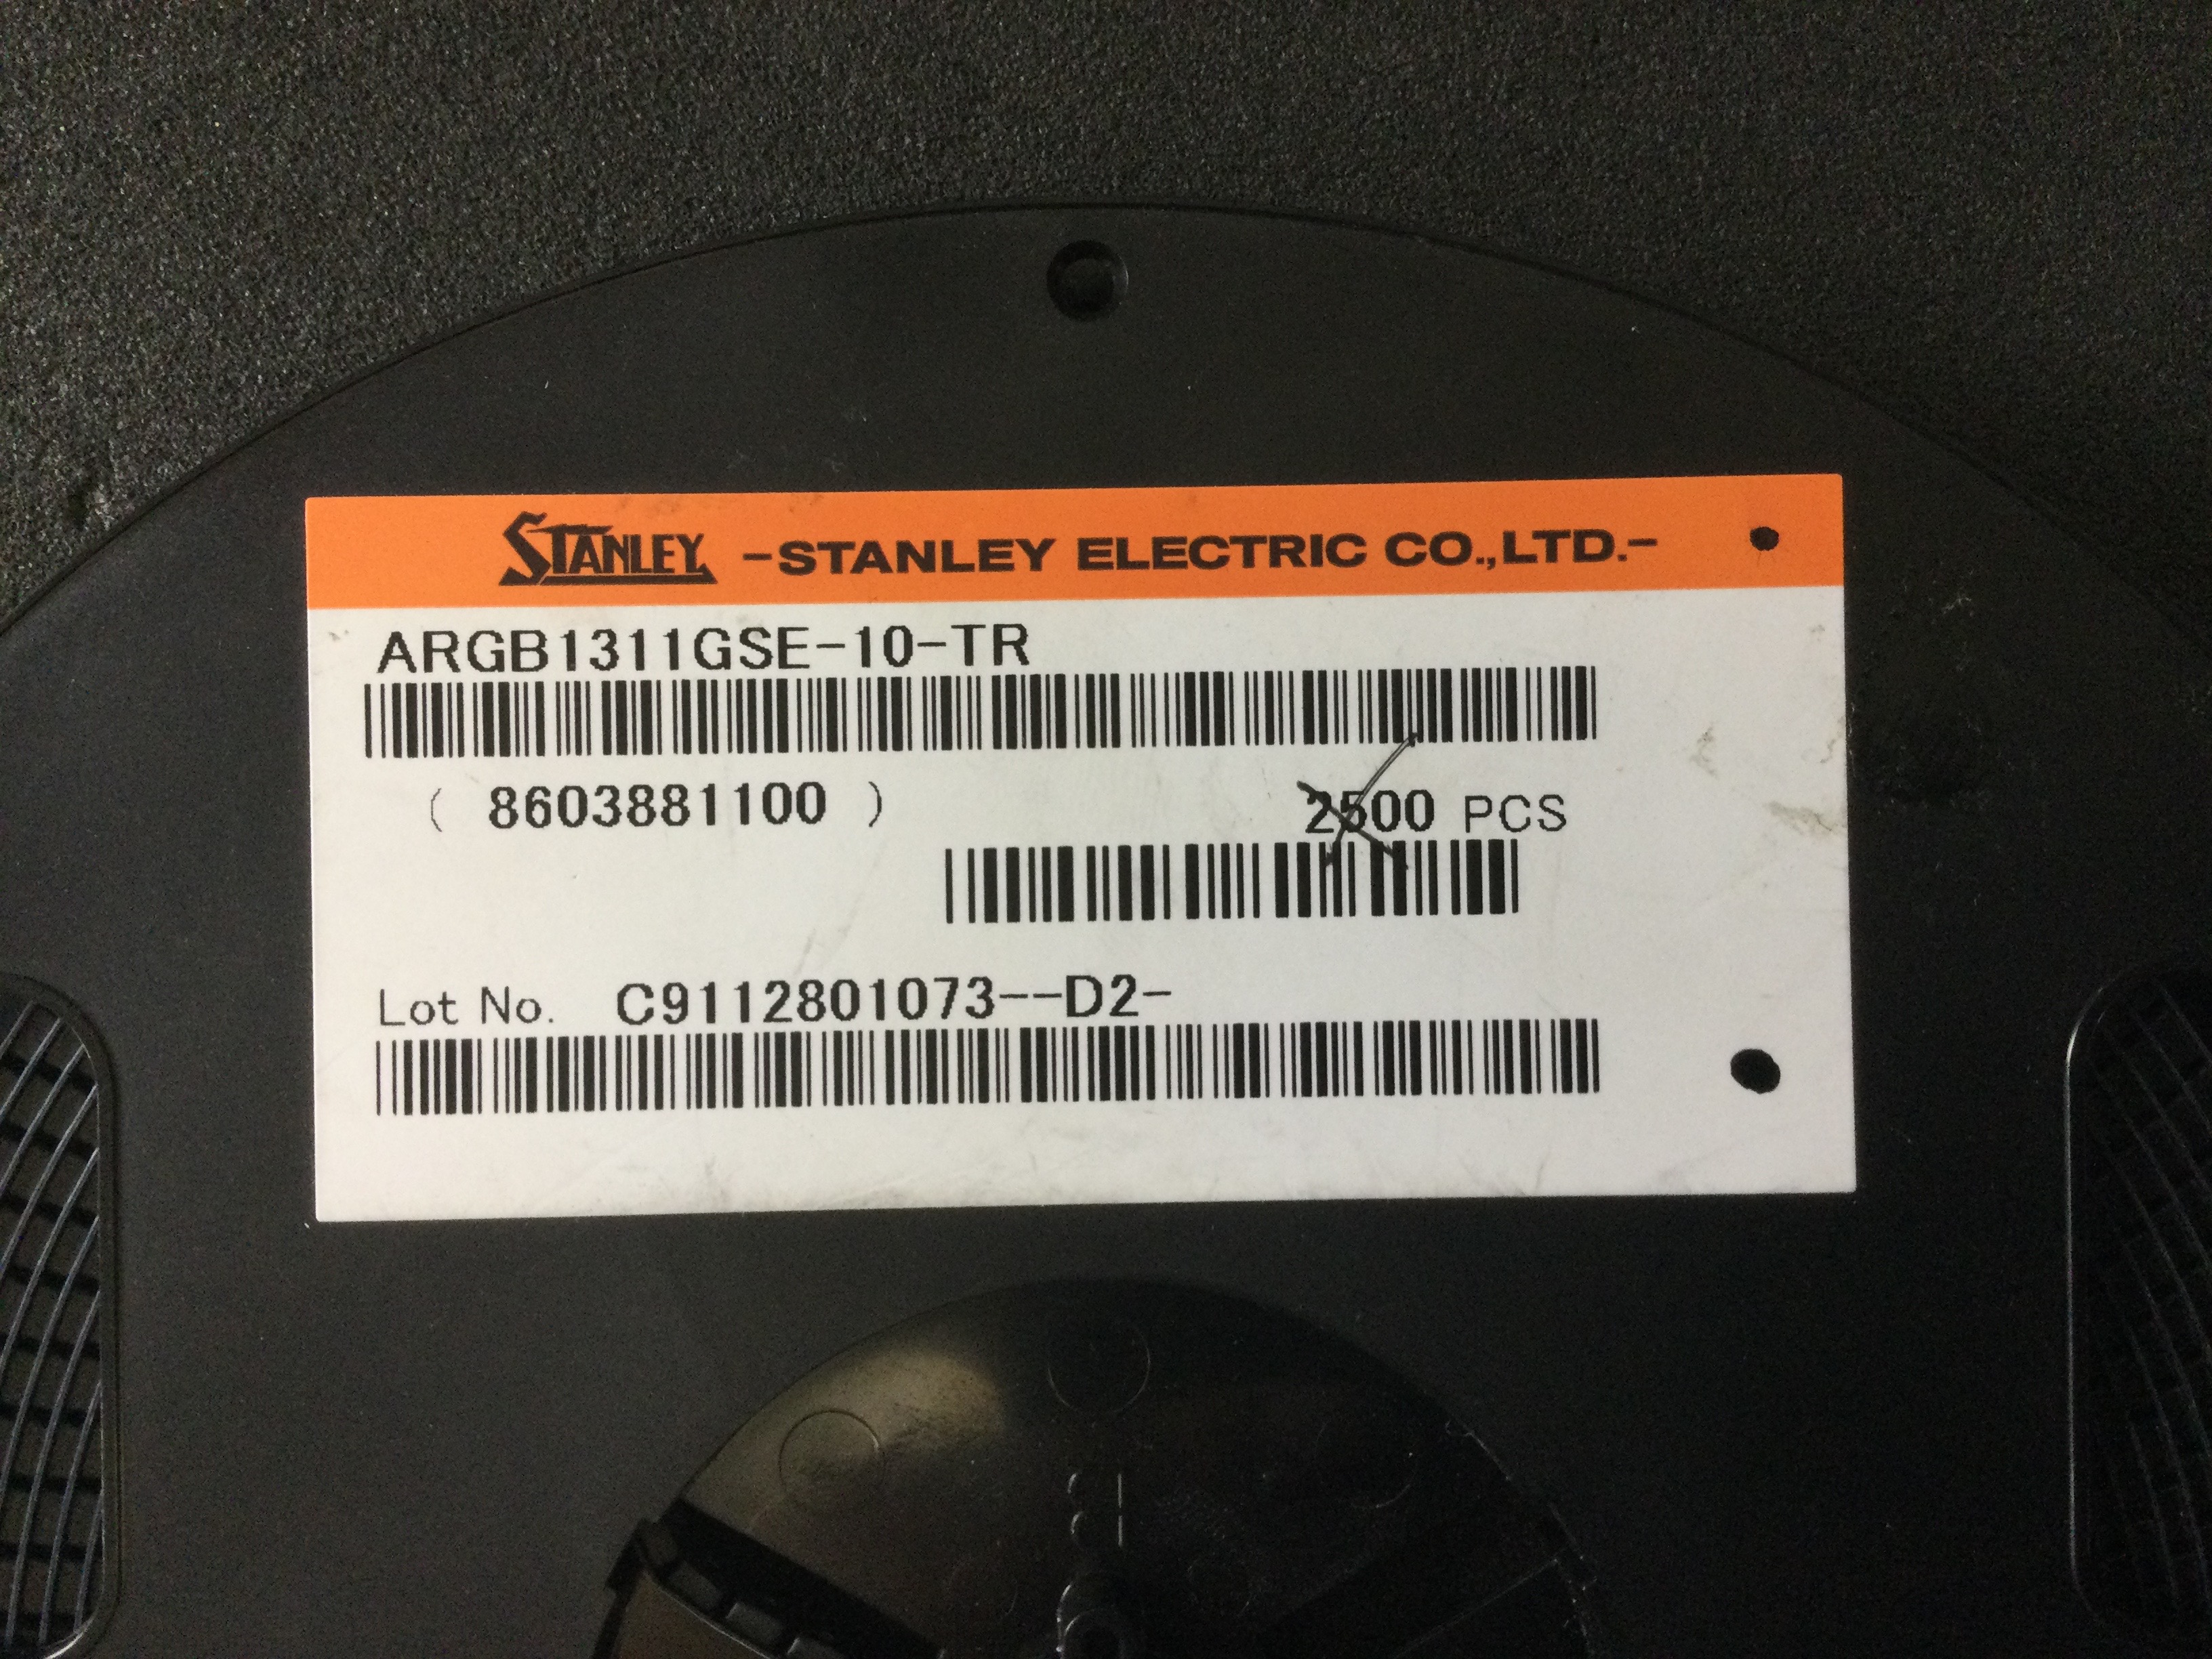 STANLEY -STANLEY ELECTRIC CO.,LTD.-
ARGB1311GSE-10-TR
( 8603881100 ) 2500 PCS
Lot No. C9112801073--D2-